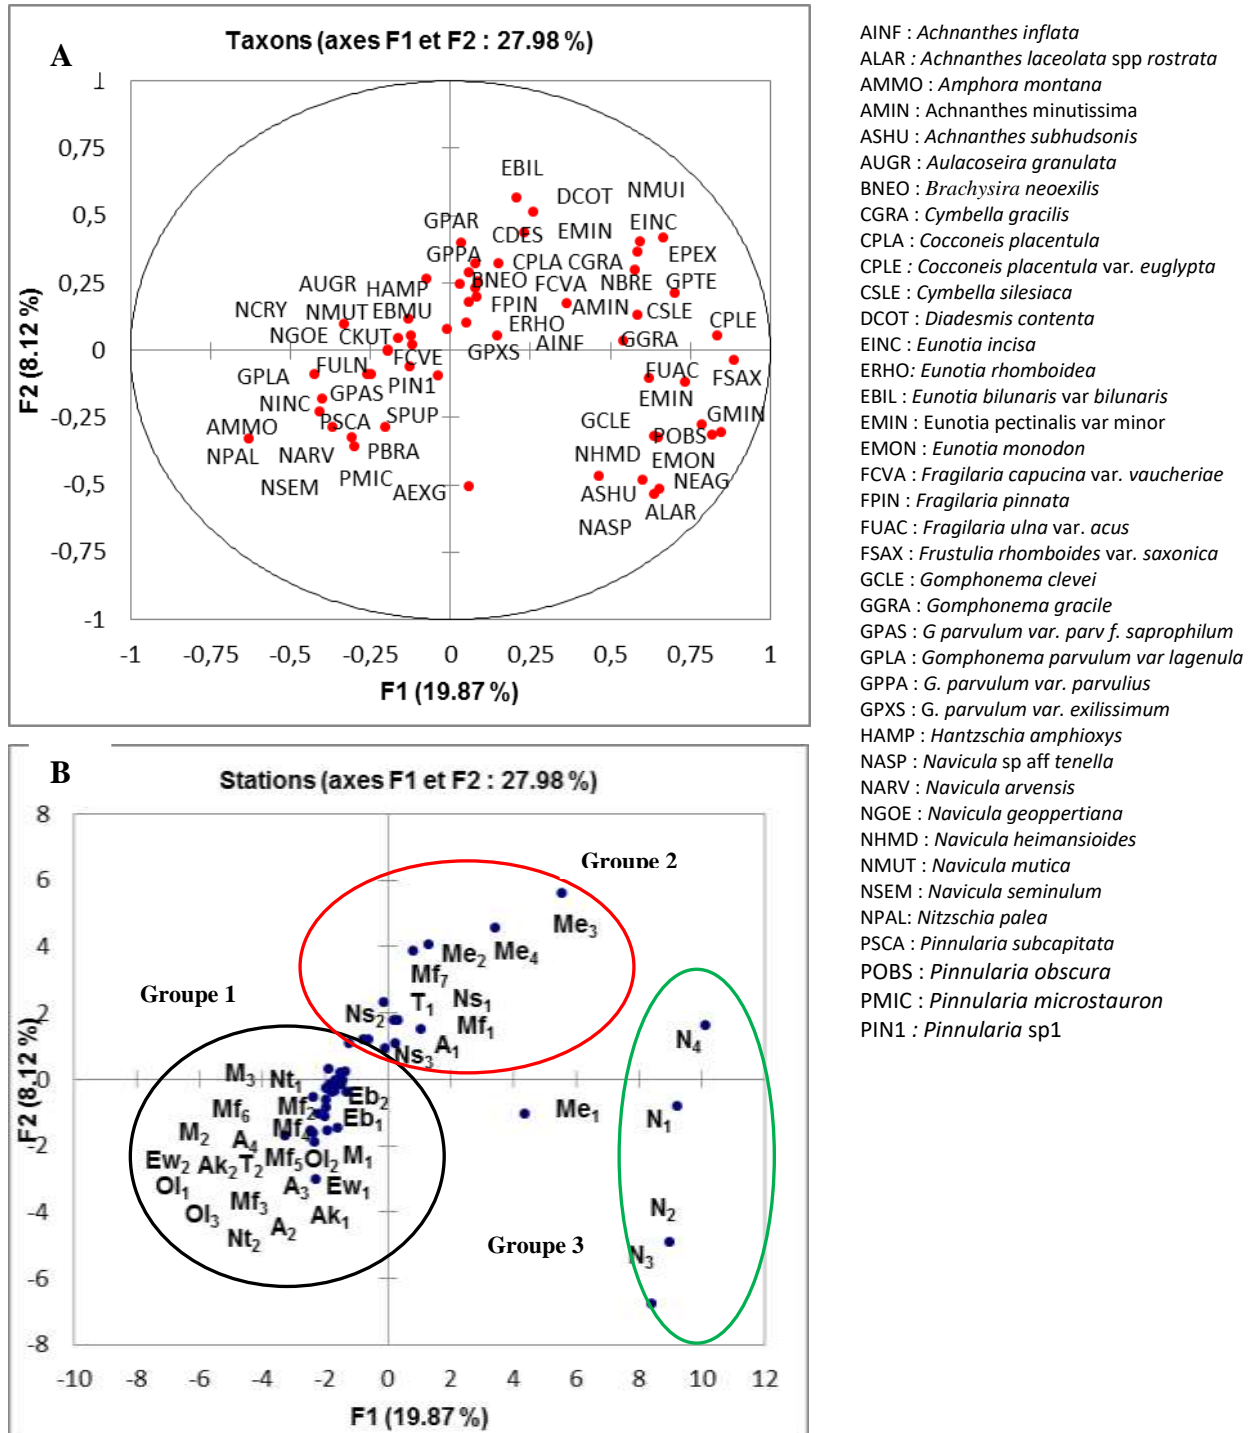 A
Taxons (axes F1 et F2 : 27.98 %)
1
0,75
0,5
0,25
0
-0,25
-0,5
-0,75
-1
F2 (8.12 %)
EBIL
DCOT
NMUI
GPAR
EMIN
EINC
CDES
GPPA
EPEX
CPLA
CGRA
BNEO
AUGR
HAMP
FCVA
NBRE
GPTE
NCRY
NMUT
EBMU
FPIN
AMIN
CSLE
CPLE
NGOE
CKUT
ERHO
AINF
GGRA
FCVE
GPXS
FULN
FUAC
FSAX
GPLA
GPAS
PIN1
EMIN
NINC
GMIN
PSCA
SPUP
GCLE
POBS
AMMO
NPAL
NARV
PBRA
NHMD
EMON
NSEM
PMIC
AEXG
NEAG
ASHU
ALAR
NASP
-1
-0,75
-0,5
-0,25
0
0,25
0,5
0,75
1
F1 (19.87 %)
B
Stations (axes F1 et F2 : 27.98 %)
8
6
4
2
0
-2
-4
-6
-8
F2 (8.12 %)
Groupe 2
Groupe 1
Groupe 3
Me3
Me2
Me4
Mf7
T1
Ns1
Ns2
Mf1
A1
Ns3
N4
M3
Nt1
Eb2
Me1
N1
Mf6
Mf2
Eb1
M2
A4
Mf4
Ew2
Ak2
T2
Mf5
Ol2
M1
Ol1
A3
Ew1
Ol3
Mf3
Ak1
N2
Nt2
A2
N3
-10
-8
-6
-4
-2
0
2
4
6
8
10
12
F1 (19.87 %)
AINF : Achnanthes inflata
ALAR : Achnanthes laceolata spp rostrata
AMMO : Amphora montana
AMIN : Achnanthes minutissima
ASHU : Achnanthes subhudsonis
AUGR : Aulacoseira granulata
BNEO : Brachysira neoexilis
CGRA : Cymbella gracilis
CPLA : Cocconeis placentula
CPLE : Cocconeis placentula var. euglypta
CSLE : Cymbella silesiaca
DCOT : Diadesmis contenta
EINC : Eunotia incisa
ERHO: Eunotia rhomboidea
EBIL : Eunotia bilunaris var bilunaris
EMIN : Eunotia pectinalis var minor
EMON : Eunotia monodon
FCVA : Fragilaria capucina var. vaucheriae
FPIN : Fragilaria pinnata
FUAC : Fragilaria ulna var. acus
FSAX : Frustulia rhomboides var. saxonica
GCLE : Gomphonema clevei
GGRA : Gomphonema gracile
GPAS : G parvulum var. parv f. saprophilum
GPLA : Gomphonema parvulum var lagenula
GPPA : G. parvulum var. parvulius
GPXS : G. parvulum var. exilissimum
HAMP : Hantzschia amphioxys
NASP : Navicula sp aff tenella
NARV : Navicula arvensis
NGOE : Navicula geoppertiana
NHMD : Navicula heimansioides
NMUT : Navicula mutica
NSEM : Navicula seminulum
NPAL: Nitzschia palea
PSCA : Pinnularia subcapitata
POBS : Pinnularia obscura
PMIC : Pinnularia microstauron
PIN1 : Pinnularia sp1